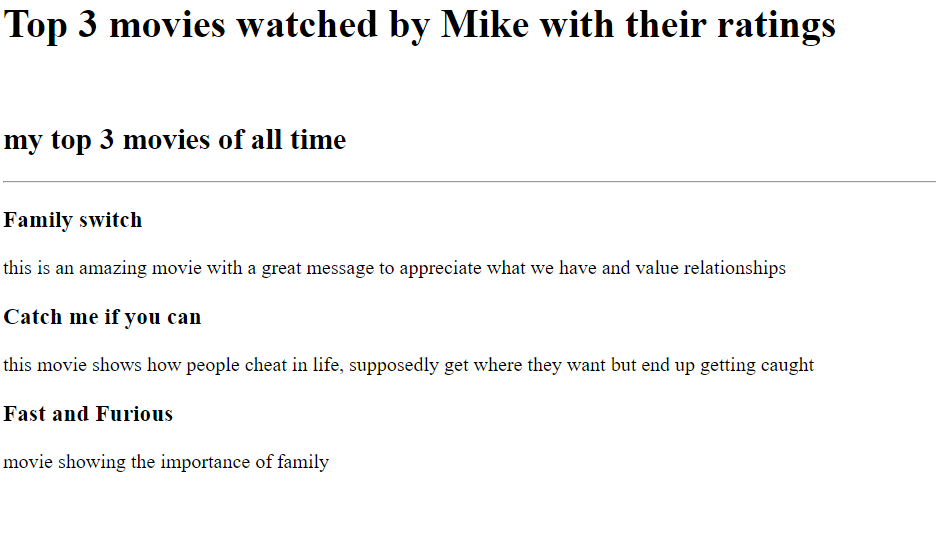 Top 3 movies watched by Mike with their ratings
my top 3 movies of all time
Family switch
this is an amazing movie with a great message to appreciate what we have and value relationships
Catch me if you can
this movie shows how people cheat in life, supposedly get where they want but end up getting caught
Fast and Furious
movie showing the importance of family